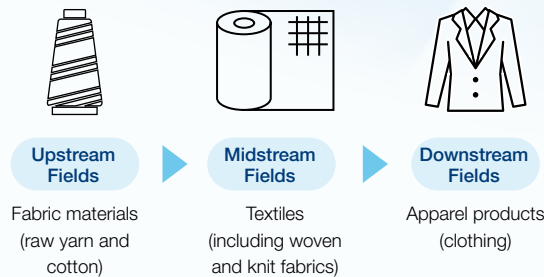 Upstream
Fields
Midstream
Fields
Downstream
Fields
Fabric materials
(raw yarn and
cotton)
Textiles
(including woven
and knit fabrics)
Apparel products
(clothing)